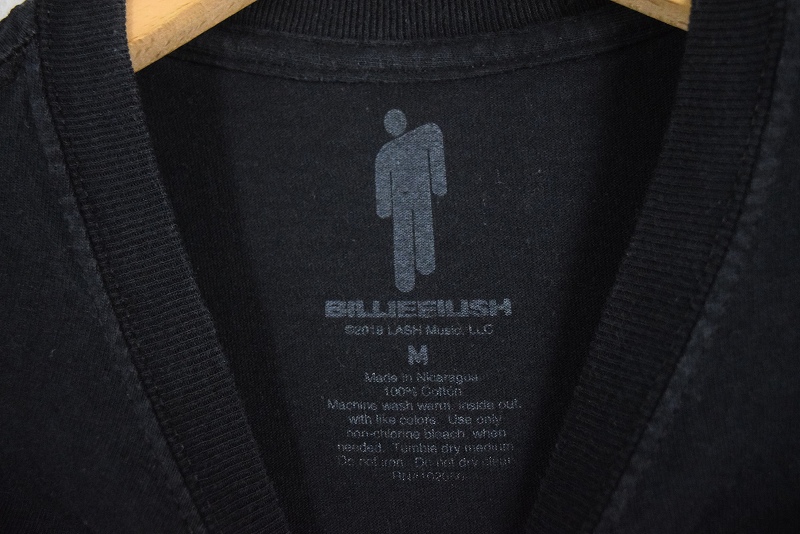 BILLIEEILISH
©2019 LASH Music, LLC
M
Made in Nicaragua
100% Cotton
Machine wash warm, inside out,
with like colors. Use only
non-chlorine bleach, when
needed. Tumble dry medium.
Do not iron. Do not dry clean.